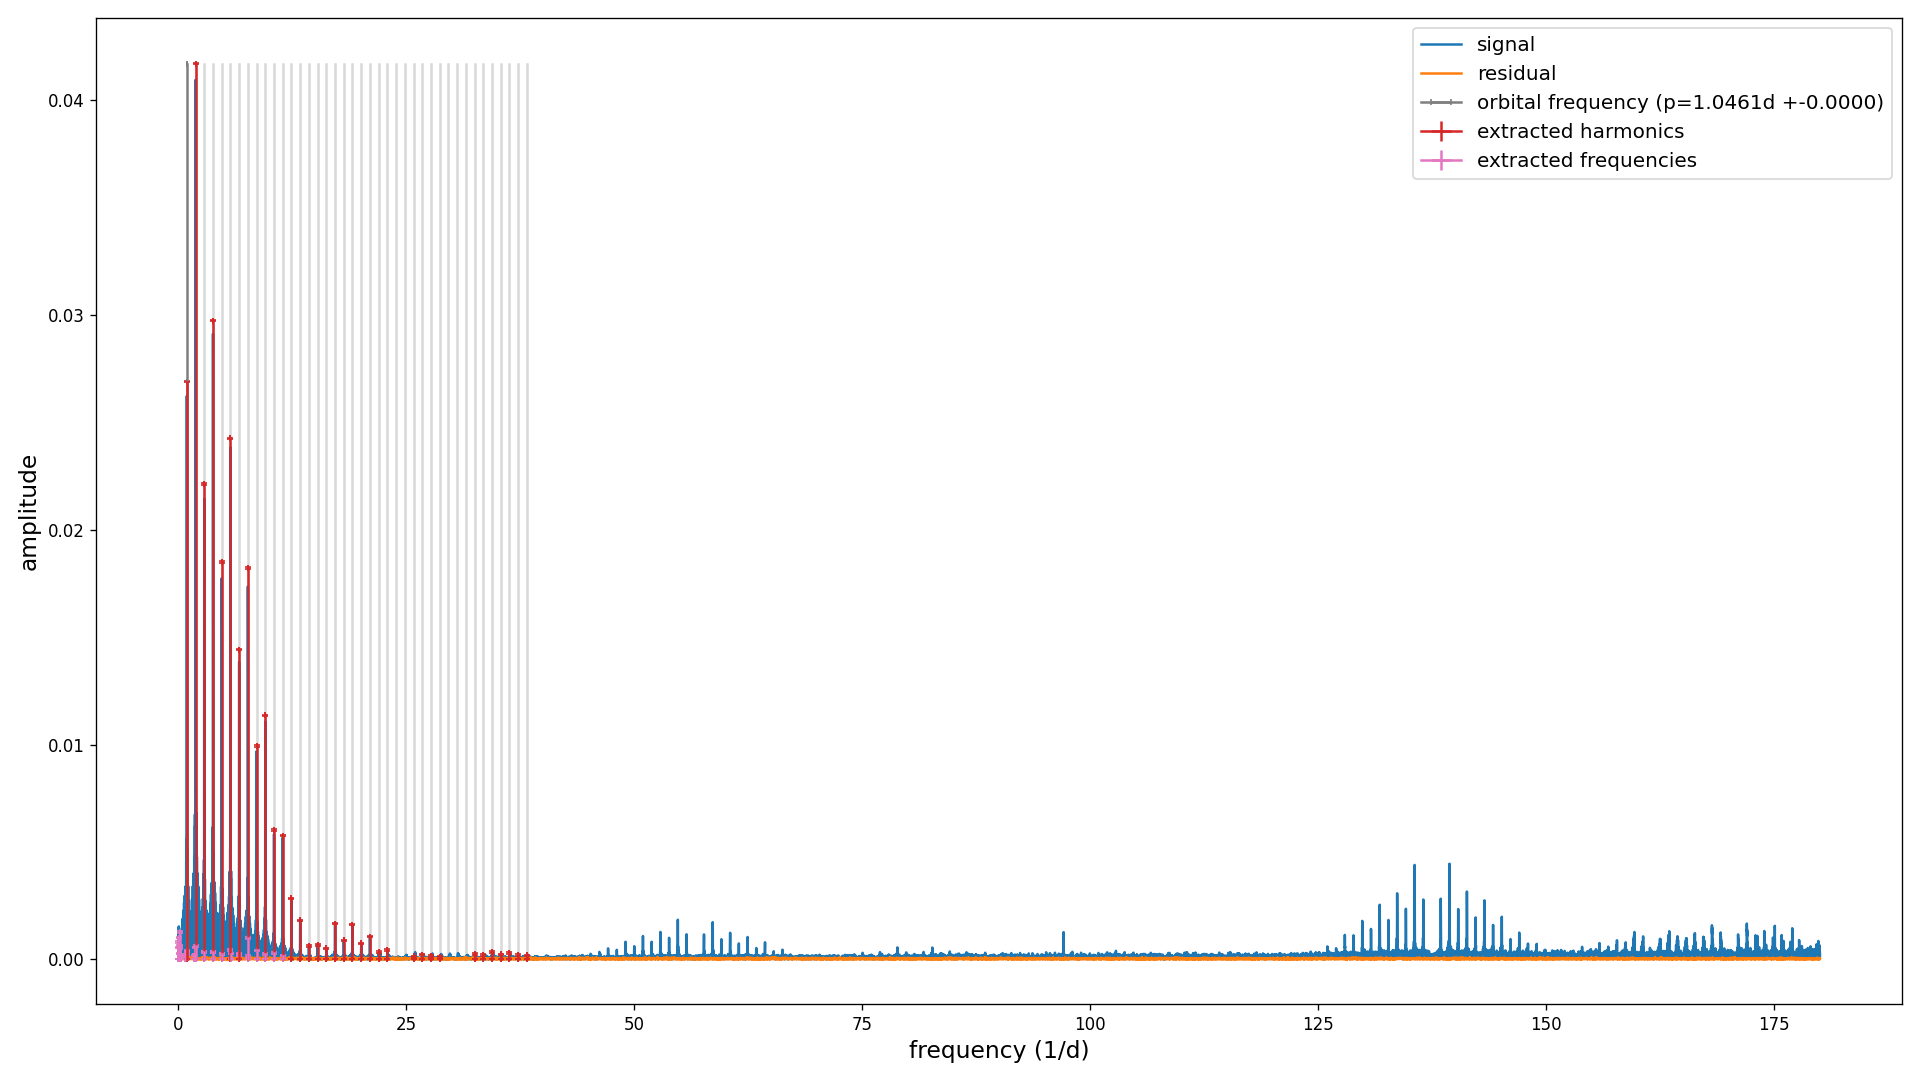 signal
residual
orbital frequency (p=1.0461d +-0.0000)
extracted harmonics
extracted frequencies
amplitude
0.04
0.03
0.02
0.01
0.00
0 25 50 75 100 125 150 175
frequency (1/d)